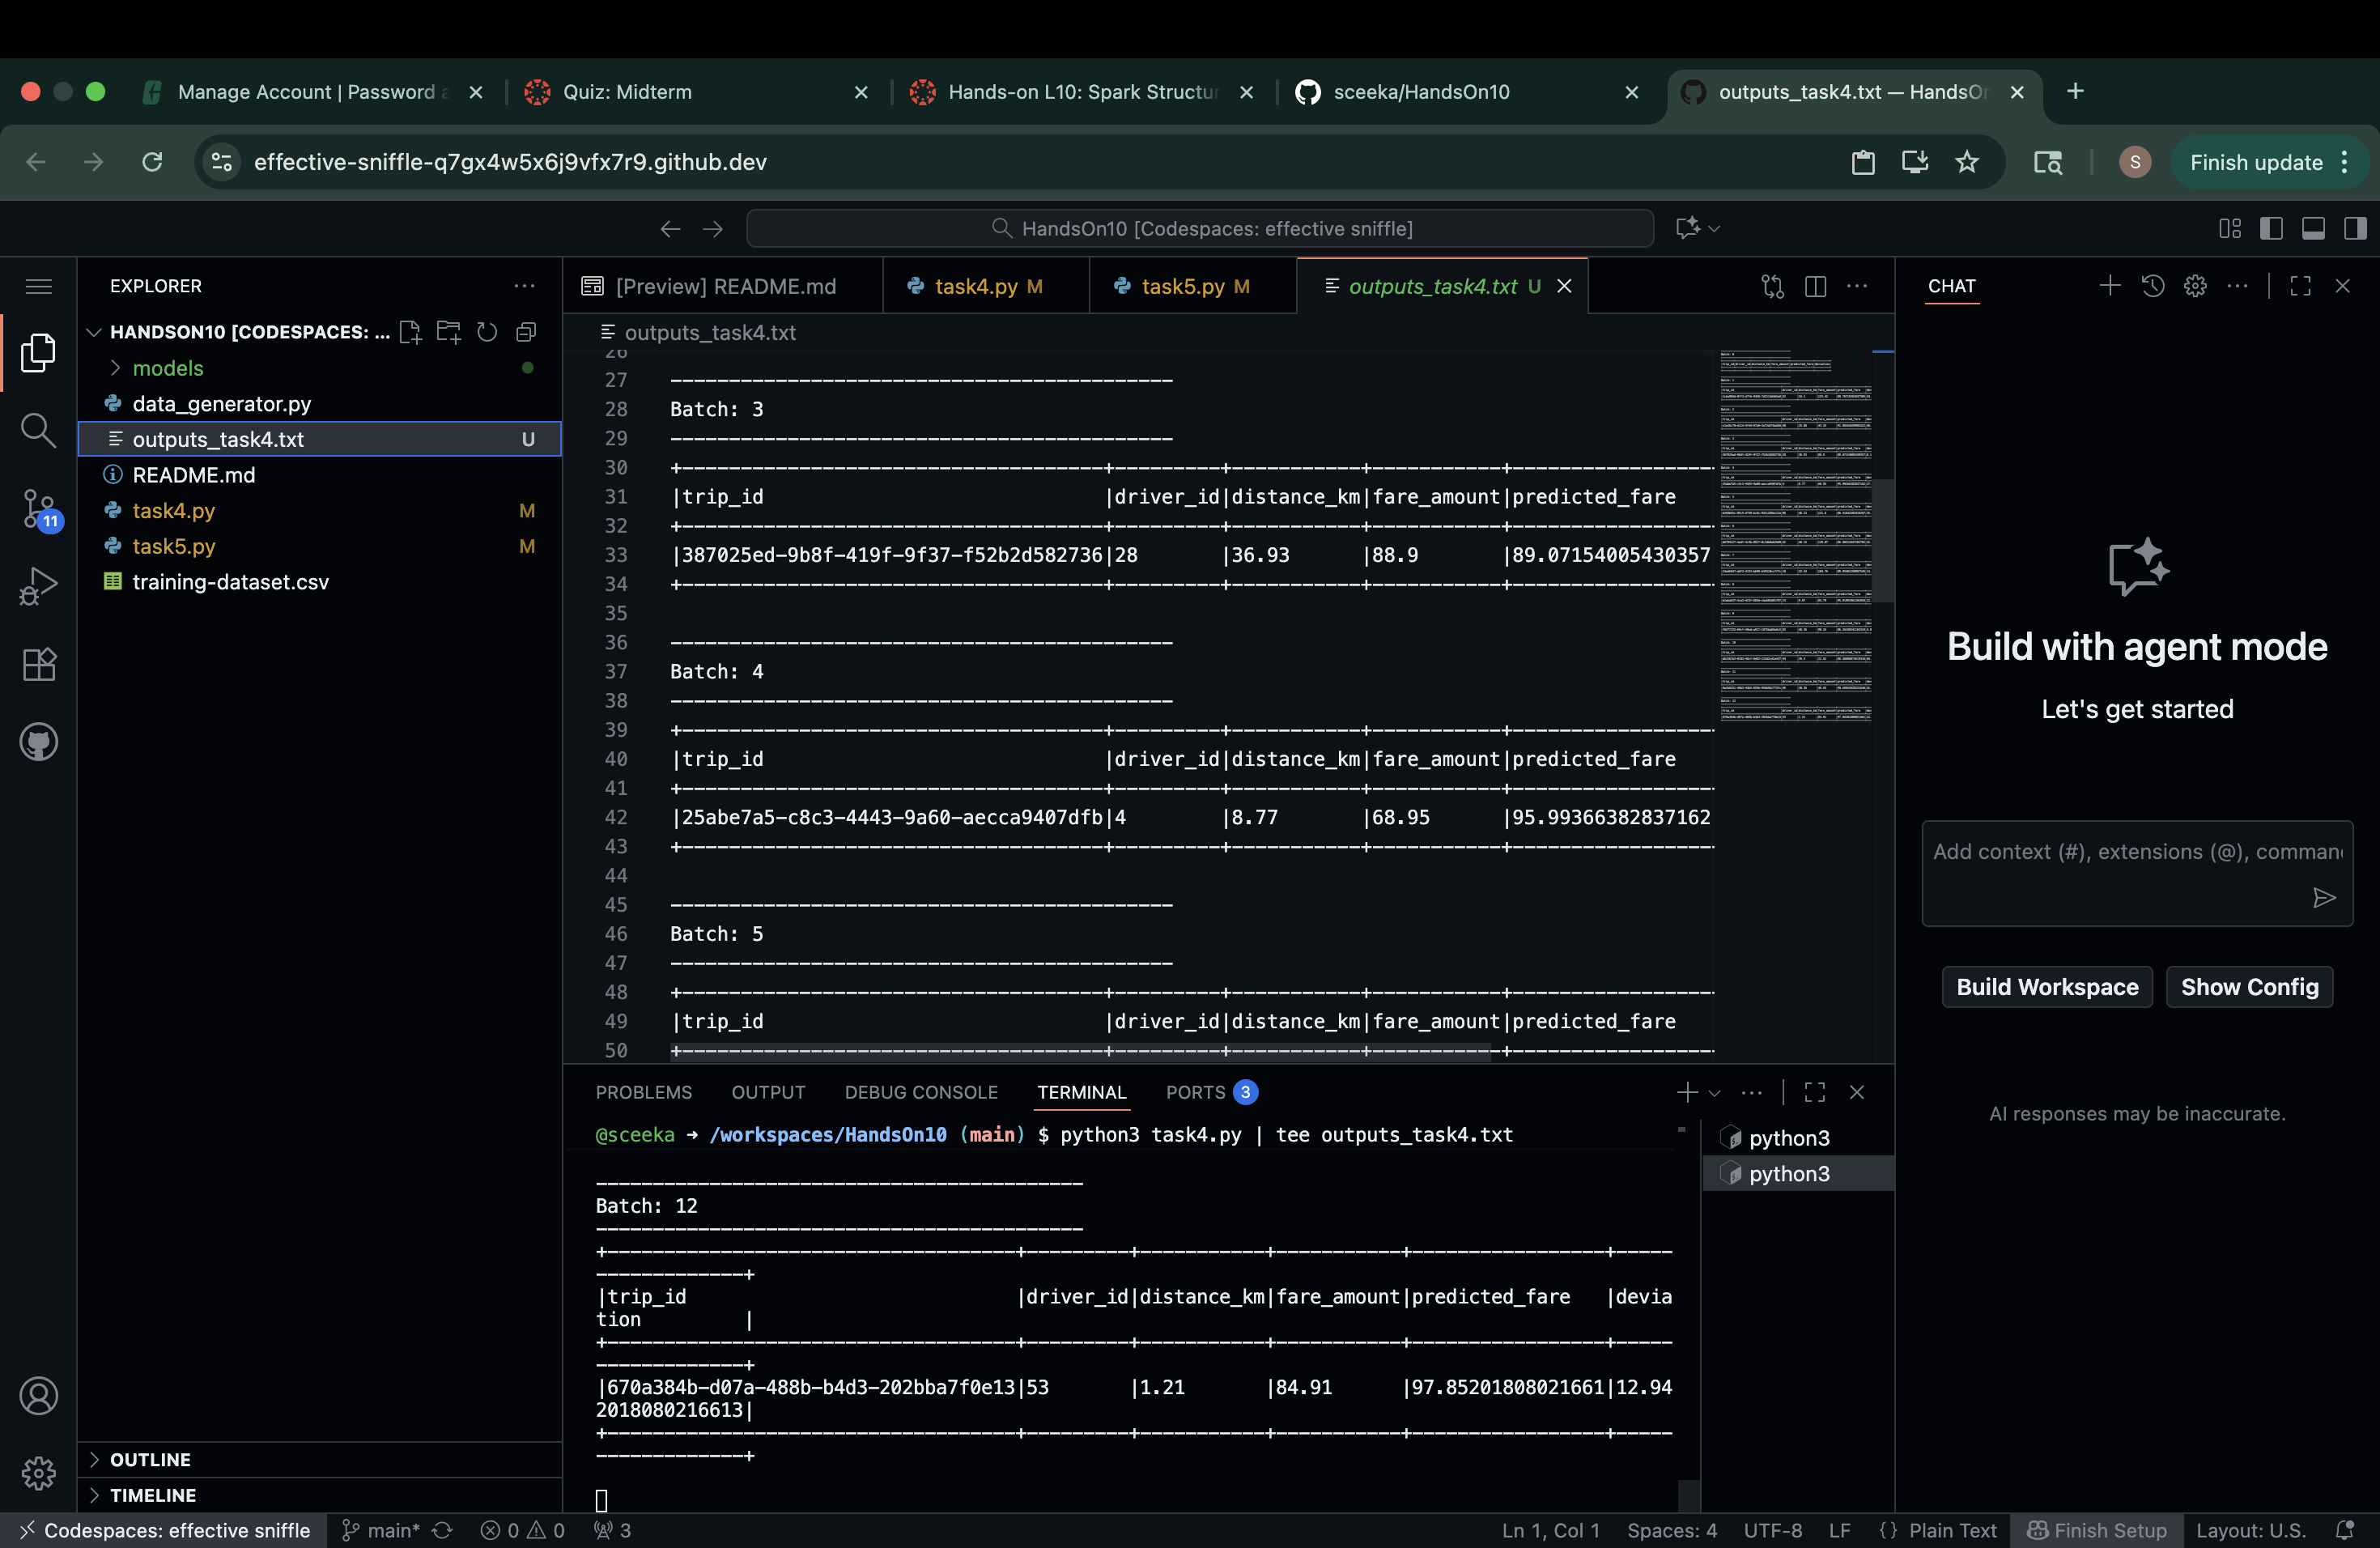 Manage Account | Password a
Quiz: Midterm
Hands-on L10: Spark Structur
sceeka/HandsOn10
outputs_task4.txt — HandsOn
effective-sniffle-q7gx4w5x6j9vfx7r9.github.dev
S
Finish update
HandsOn10 [Codespaces: effective sniffle]
EXPLORER
HANDSON10 [CODESPACES: ...
models
data_generator.py
outputs_task4.txt U
README.md
task4.py M
task5.py M
training-dataset.csv
11
OUTLINE
TIMELINE
[Preview] README.md
task4.py M
task5.py M
outputs_task4.txt U
outputs_task4.txt
26
27 -------------------------------------------
28 Batch: 3
29 -------------------------------------------
30 +------------------------------------+---------+-----------+-----------+-----------------
31 |trip_id                             |driver_id|distance_km|fare_amount|predicted_fare
32 +------------------------------------+---------+-----------+-----------+-----------------
33 |387025ed-9b8f-419f-9f37-f52b2d582736|28       |36.93      |88.9       |89.07154005430357
34 +------------------------------------+---------+-----------+-----------+-----------------
35
36 -------------------------------------------
37 Batch: 4
38 -------------------------------------------
39 +------------------------------------+---------+-----------+-----------+-----------------
40 |trip_id                             |driver_id|distance_km|fare_amount|predicted_fare
41 +------------------------------------+---------+-----------+-----------+-----------------
42 |25abe7a5-c8c3-4443-9a60-aecca9407dfb|4        |8.77       |68.95      |95.99366382837162
43 +------------------------------------+---------+-----------+-----------+-----------------
44
45 -------------------------------------------
46 Batch: 5
47 -------------------------------------------
48 +------------------------------------+---------+-----------+-----------+-----------------
49 |trip_id                             |driver_id|distance_km|fare_amount|predicted_fare
50 +------------------------------------+---------+-----------+-----------+-----------------
PROBLEMS OUTPUT DEBUG CONSOLE TERMINAL PORTS 3
@sceeka ➜ /workspaces/HandsOn10 (main) $ python3 task4.py | tee outputs_task4.txt
-------------------------------------------
Batch: 12
-------------------------------------------
+------------------------------------+---------+-----------+-----------+-----------------+-----
-------------+
|trip_id                             |driver_id|distance_km|fare_amount|predicted_fare   |devia
tion         |
+------------------------------------+---------+-----------+-----------+-----------------+-----
-------------+
|670a384b-d07a-488b-b4d3-202bba7f0e13|53       |1.21       |84.91      |97.85201808021661|12.94
2018080216613|
+------------------------------------+---------+-----------+-----------+-----------------+-----
-------------+
python3
python3
CHAT
Build with agent mode
Let's get started
Add context (#), extensions (@), comman
Build Workspace
Show Config
AI responses may be inaccurate.
Codespaces: effective sniffle
main*
0 0
3
Ln 1, Col 1
Spaces: 4
UTF-8
LF
{} Plain Text
Finish Setup
Layout: U.S.